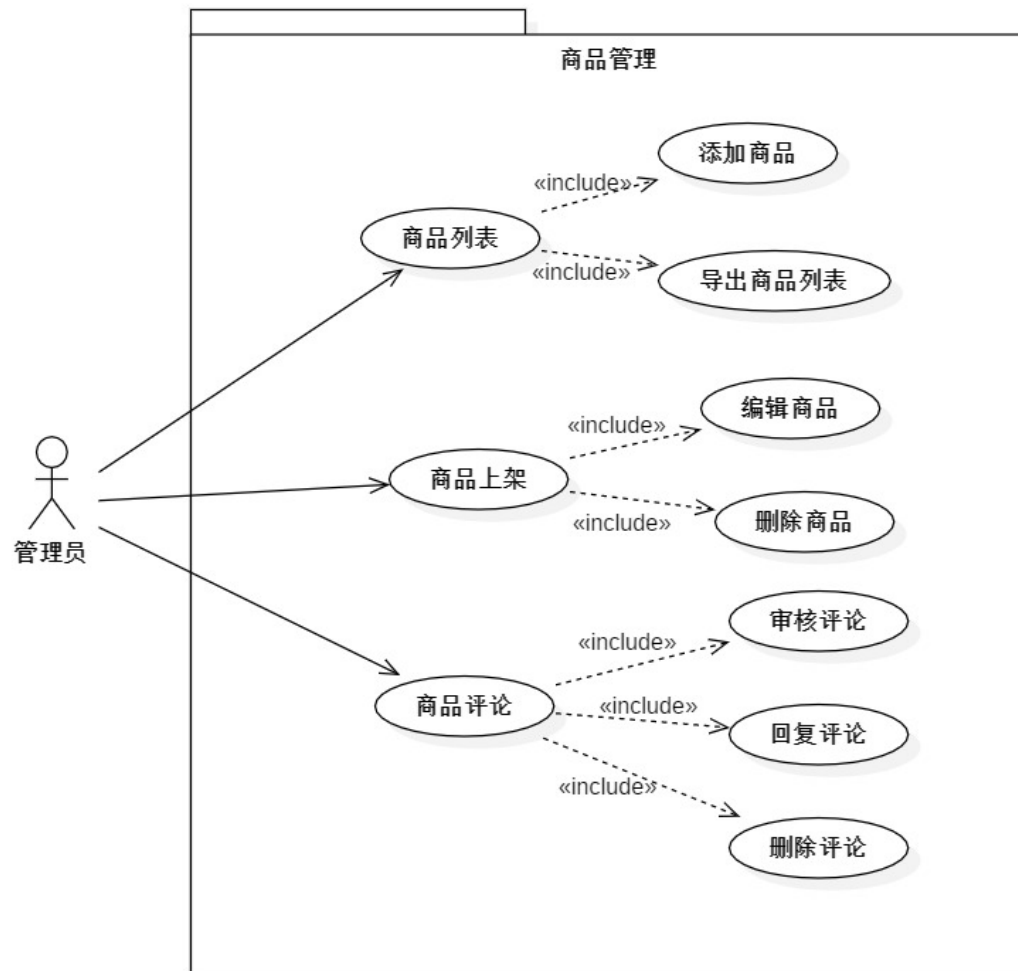 商品管理
添加商品
«include»
商品列表
«include»
导出商品列表
编辑商品
«include»
商品上架
«include»
删除商品
管理员
审核评论
«include»
商品评论
«include»
回复评论
«include»
删除评论